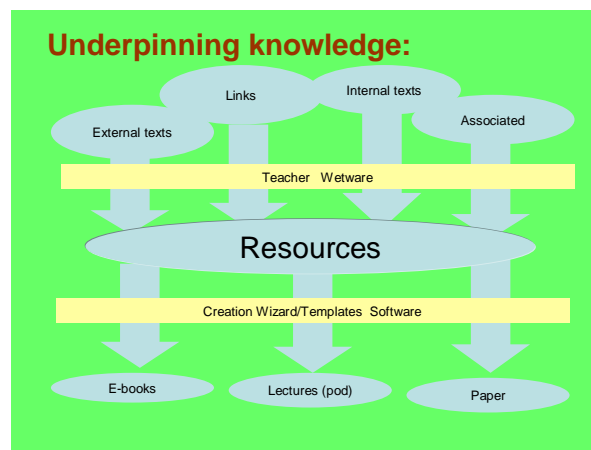 Underpinning knowledge:
Links
Internal texts
External texts
Associated
Teacher Wetware
Resources
Creation Wizard/Templates Software
E-books
Lectures (pod)
Paper